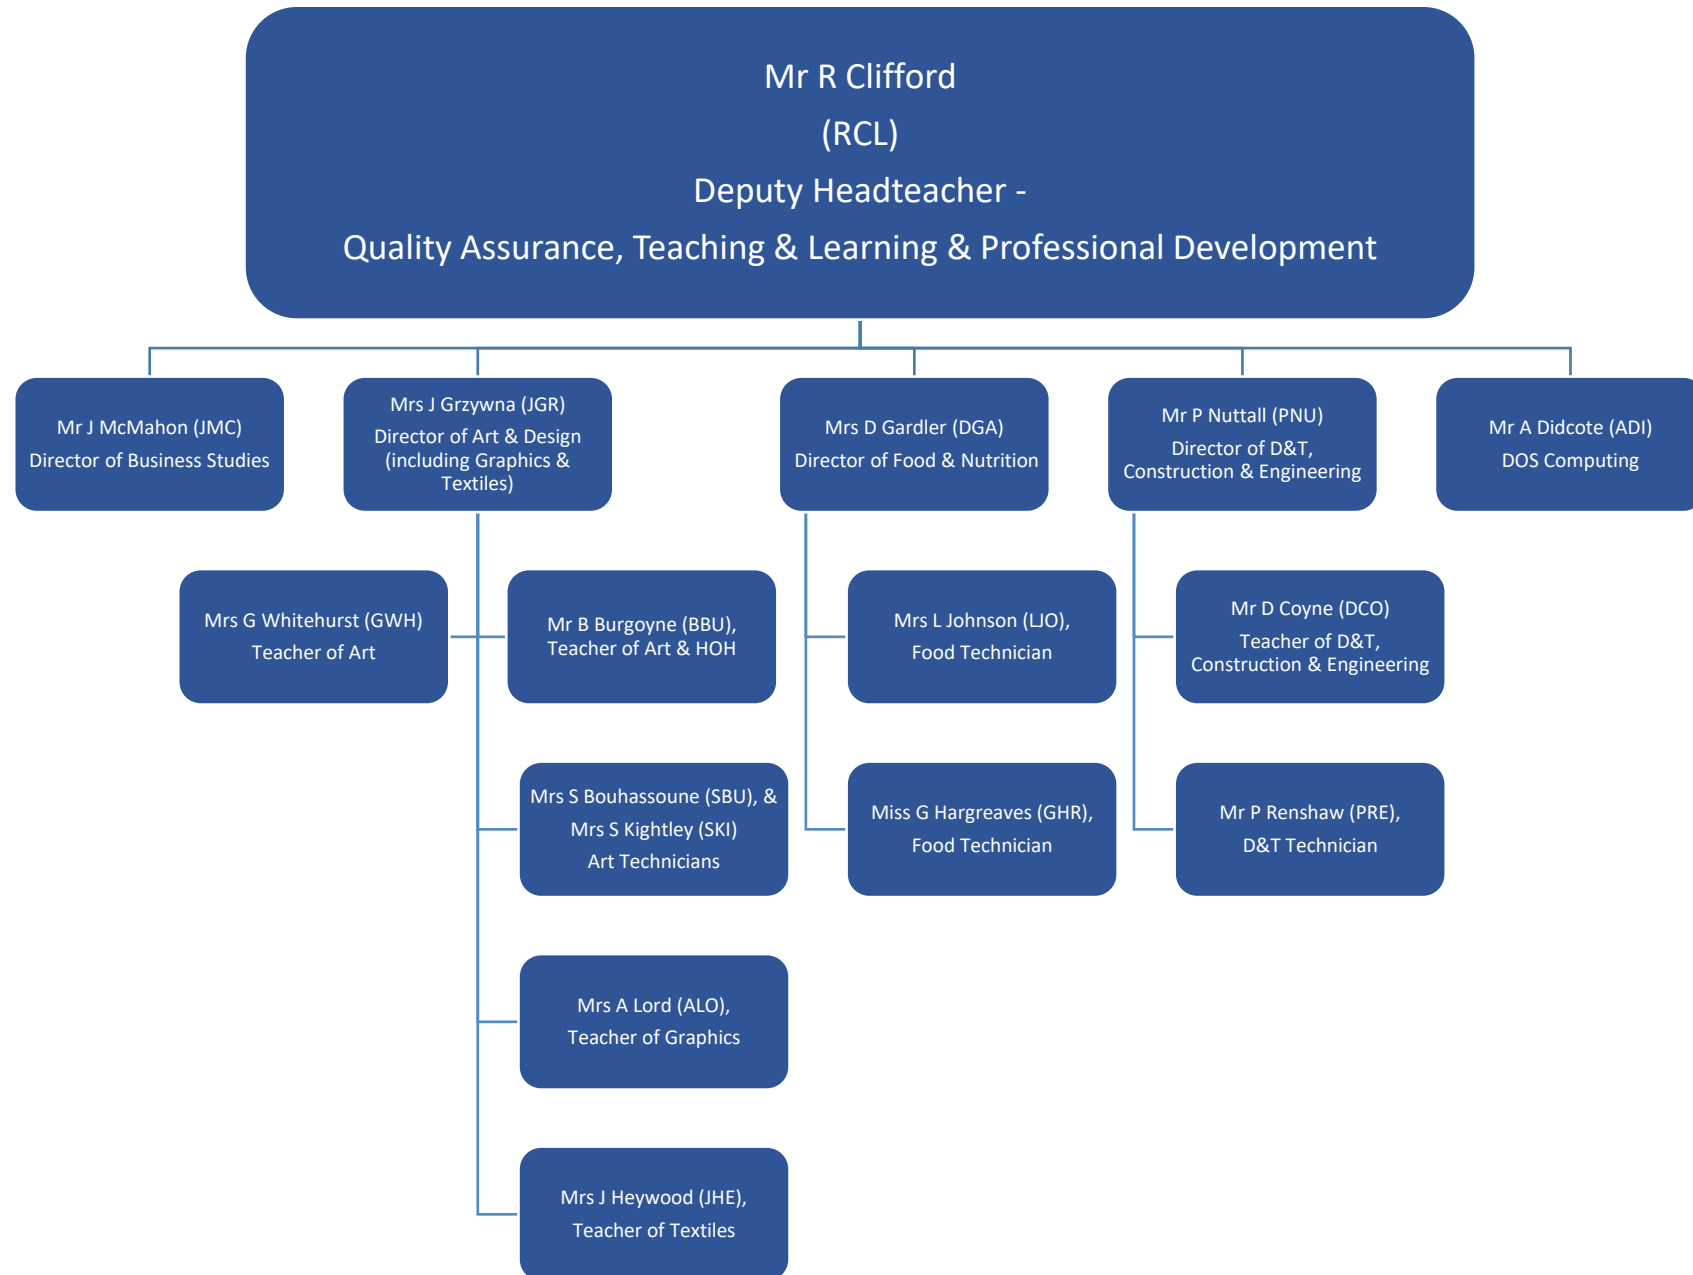 Mr R Clifford
(RCL)
Deputy Headteacher -
Quality Assurance, Teaching & Learning & Professional Development
Mr J McMahon (JMC)
Director of Business Studies
Mrs J Grzywna (JGR)
Director of Art & Design
(including Graphics &
Textiles)
Mrs D Gardler (DGA)
Director of Food & Nutrition
Mr P Nuttall (PNU)
Director of D&T,
Construction & Engineering
Mr A Didcote (ADI)
DOS Computing
Mrs G Whitehurst (GWH)
Teacher of Art
Mr B Burgoyne (BBU),
Teacher of Art & HOH
Mrs L Johnson (LJO),
Food Technician
Mr D Coyne (DCO)
Teacher of D&T,
Construction & Engineering
Mrs S Bouhassoune (SBU), &
Mrs S Kightley (SKI)
Art Technicians
Miss G Hargreaves (GHR),
Food Technician
Mr P Renshaw (PRE),
D&T Technician
Mrs A Lord (ALO),
Teacher of Graphics
Mrs J Heywood (JHE),
Teacher of Textiles